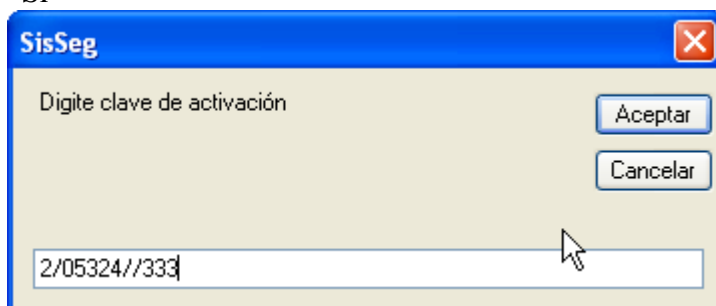 SisSeg
Digite clave de activación
Aceptar
Cancelar
2/05324//333